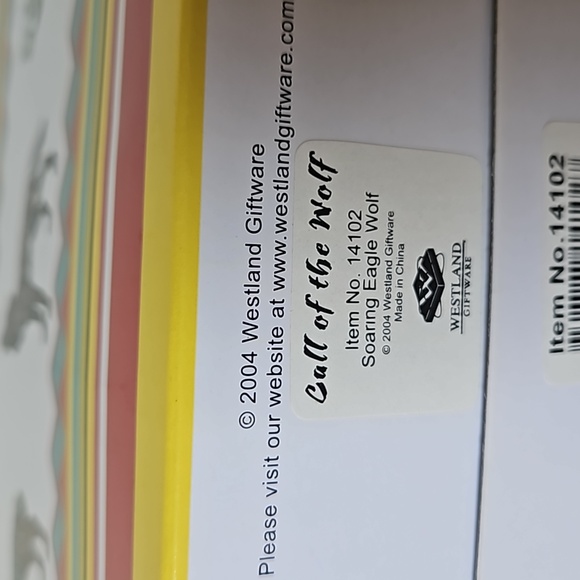 © 2004 Westland Giftware
Please visit our website at www.westlandgiftware.com
Call of the Wolf
Item No. 14102
Soaring Eagle Wolf
© 2004 Westland Giftware
Made in China
WESTLAND
GIFTWARE
Item No.14102